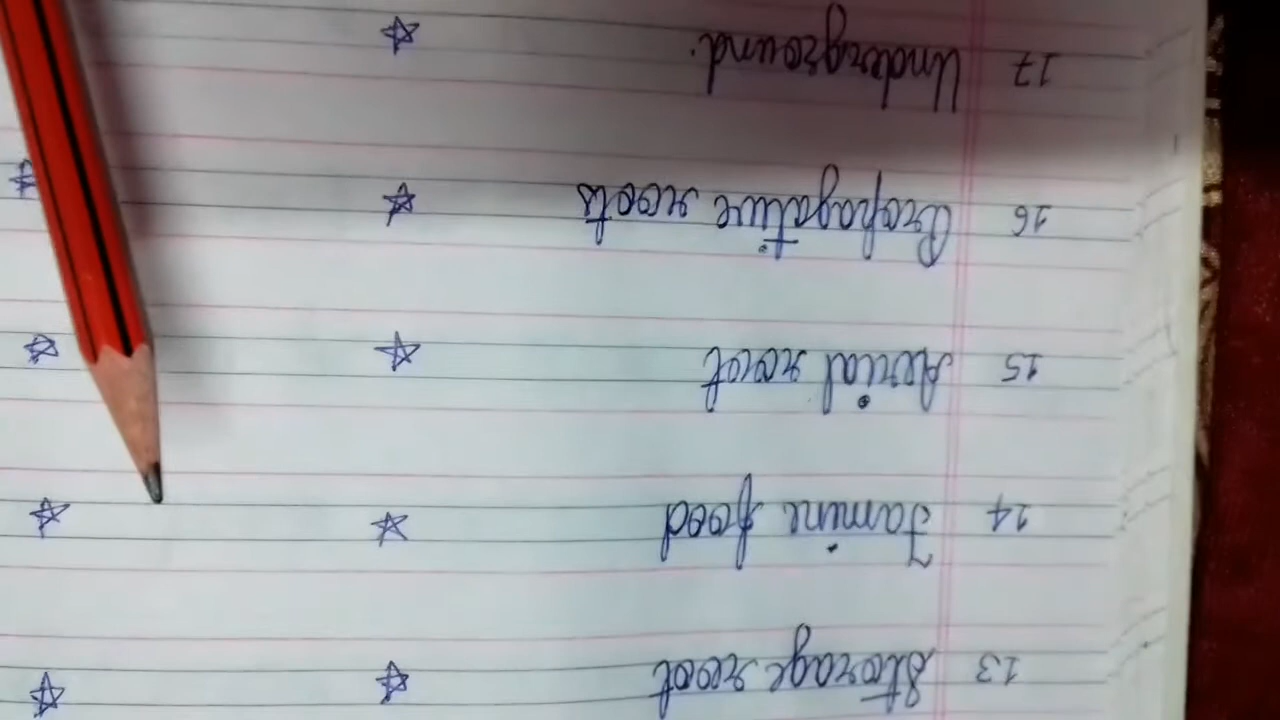 13 Storage root
14 Famine food
15 Aerial root
16 Propagative roots
17 Underground.